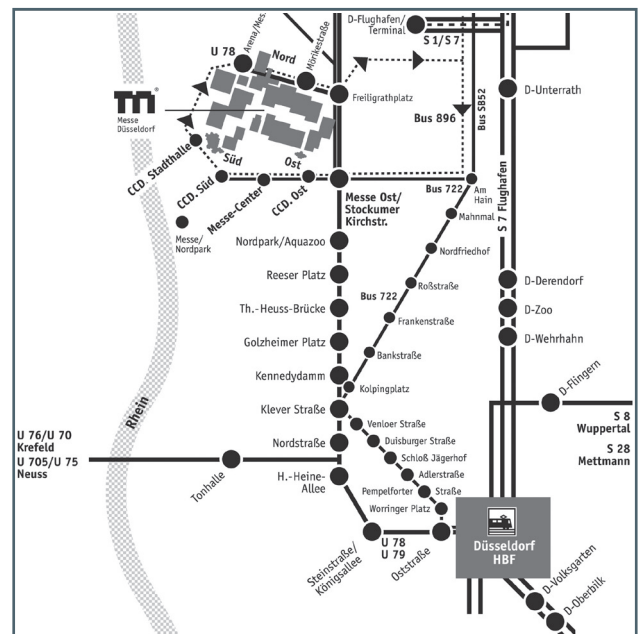 D-Flughafen/
Terminal
S 1/S 7
U 78
Arena/Mes.
Nord
Mörikestraße
D-Unterrath
Freiligrathplatz
Messe
Düsseldorf
Bus 896
Bus SB52
S 7 Flughafen
CCD. Stadthalle
Süd
Ost
CCD. Süd
Messe-Center
CCD. Ost
Messe Ost/
Stockumer
Kirchstr.
Bus 722
Am
Hain
Messe/
Nordpark
Mahnmal
Nordpark/Aquazoo
Nordfriedhof
Reeser Platz
Roßstraße
D-Derendorf
Bus 722
Th.-Heuss-Brücke
D-Zoo
Frankenstraße
Golzheimer Platz
D-Wehrhahn
Bankstraße
Kennedydamm
Kolpingplatz
D-Flingern
Klever Straße
Rhein
Venloer Straße
S 8
Wuppertal
S 28
Mettmann
U 76/U 70
Krefeld
U 705/U 75
Neuss
Nordstraße
Duisburger Straße
Schloß Jägerhof
Tonhalle
H.-Heine-
Allee
Adlerstraße
Pempelforter Straße
Worringer Platz
Steinstraße/
Königsallee
U 78
U 79
Oststraße
Düsseldorf
HBF
D-Volksgarten
D-Oberbilk